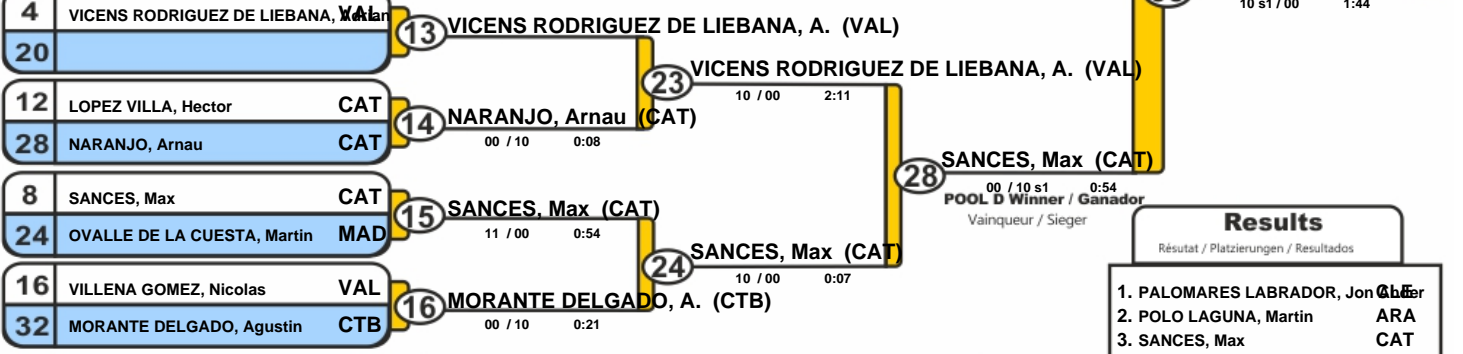 10 s1 / 00 1:44
4 VICENS RODRIGUEZ DE LIEBANA, Adrian VAL
20
13 VICENS RODRIGUEZ DE LIEBANA, A. (VAL)
23 VICENS RODRIGUEZ DE LIEBANA, A. (VAL)
10 / 00 2:11
12 LOPEZ VILLA, Hector CAT
28 NARANJO, Arnau CAT
14 NARANJO, Arnau (CAT)
00 / 10 0:08
28 SANCES, Max (CAT)
00 / 10 s1 0:54
POOL D Winner / Ganador
Vainqueur / Sieger
8 SANCES, Max CAT
24 OVALLE DE LA CUESTA, Martin MAD
15 SANCES, Max (CAT)
11 / 00 0:54
24 SANCES, Max (CAT)
10 / 00 0:07
16 VILLENA GOMEZ, Nicolas VAL
32 MORANTE DELGADO, Agustin CTB
16 MORANTE DELGADO, A. (CTB)
00 / 10 0:21
Results
Résutat / Platzierungen / Resultados
1. PALOMARES LABRADOR, Jon Ander CLE
2. POLO LAGUNA, Martin ARA
3. SANCES, Max CAT